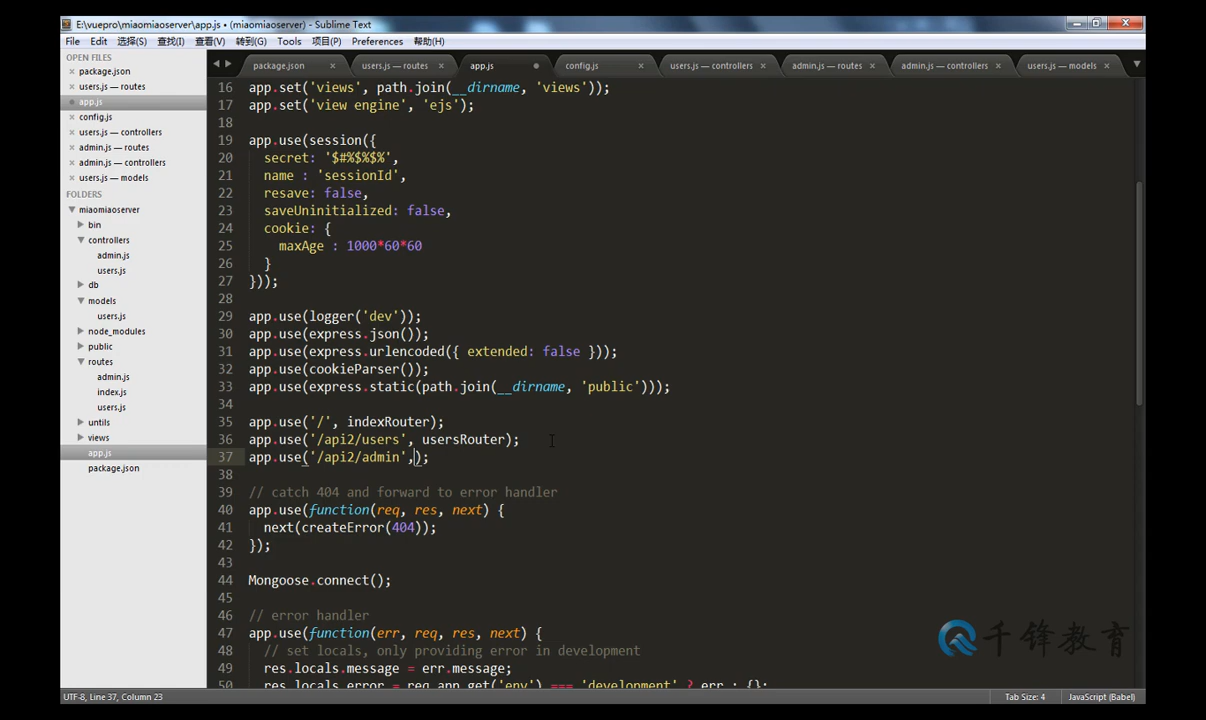 E:\vuepro\miaomiaoserver\app.js • (miaomiaoserver) - Sublime Text
File Edit 选择(S) 查找(I) 查看(V) 转到(G) Tools 项目(P) Preferences 帮助(H)
OPEN FILES
package.json
users.js — routes
app.js
config.js
users.js — controllers
admin.js — routes
admin.js — controllers
users.js — models
FOLDERS
miaomiaoserver
bin
controllers
admin.js
users.js
db
models
users.js
node_modules
public
routes
admin.js
index.js
users.js
untils
views
app.js
package.json
package.json users.js — routes app.js config.js users.js — controllers admin.js — routes admin.js — controllers users.js — models
16 app.set('views', path.join(__dirname, 'views'));
17 app.set('view engine', 'ejs');
18
19 app.use(session({
20 secret: '$#%$%$%',
21 name : 'sessionId',
22 resave: false,
23 saveUninitialized: false,
24 cookie: {
25 maxAge : 1000*60*60
26 }
27 }));
28
29 app.use(logger('dev'));
30 app.use(express.json());
31 app.use(express.urlencoded({ extended: false }));
32 app.use(cookieParser());
33 app.use(express.static(path.join(__dirname, 'public')));
34
35 app.use('/', indexRouter);
36 app.use('/api2/users', usersRouter);
37 app.use('/api2/admin',);
38
39 // catch 404 and forward to error handler
40 app.use(function(req, res, next) {
41 next(createError(404));
42 });
43
44 Mongoose.connect();
45
46 // error handler
47 app.use(function(err, req, res, next) {
48 // set locals, only providing error in development
49 res.locals.message = err.message;
50 res.locals.error = req.app.get('env') === 'development' ? err : {};
千锋教育
UTF-8, Line 37, Column 23
Tab Size: 4
JavaScript (Babel)